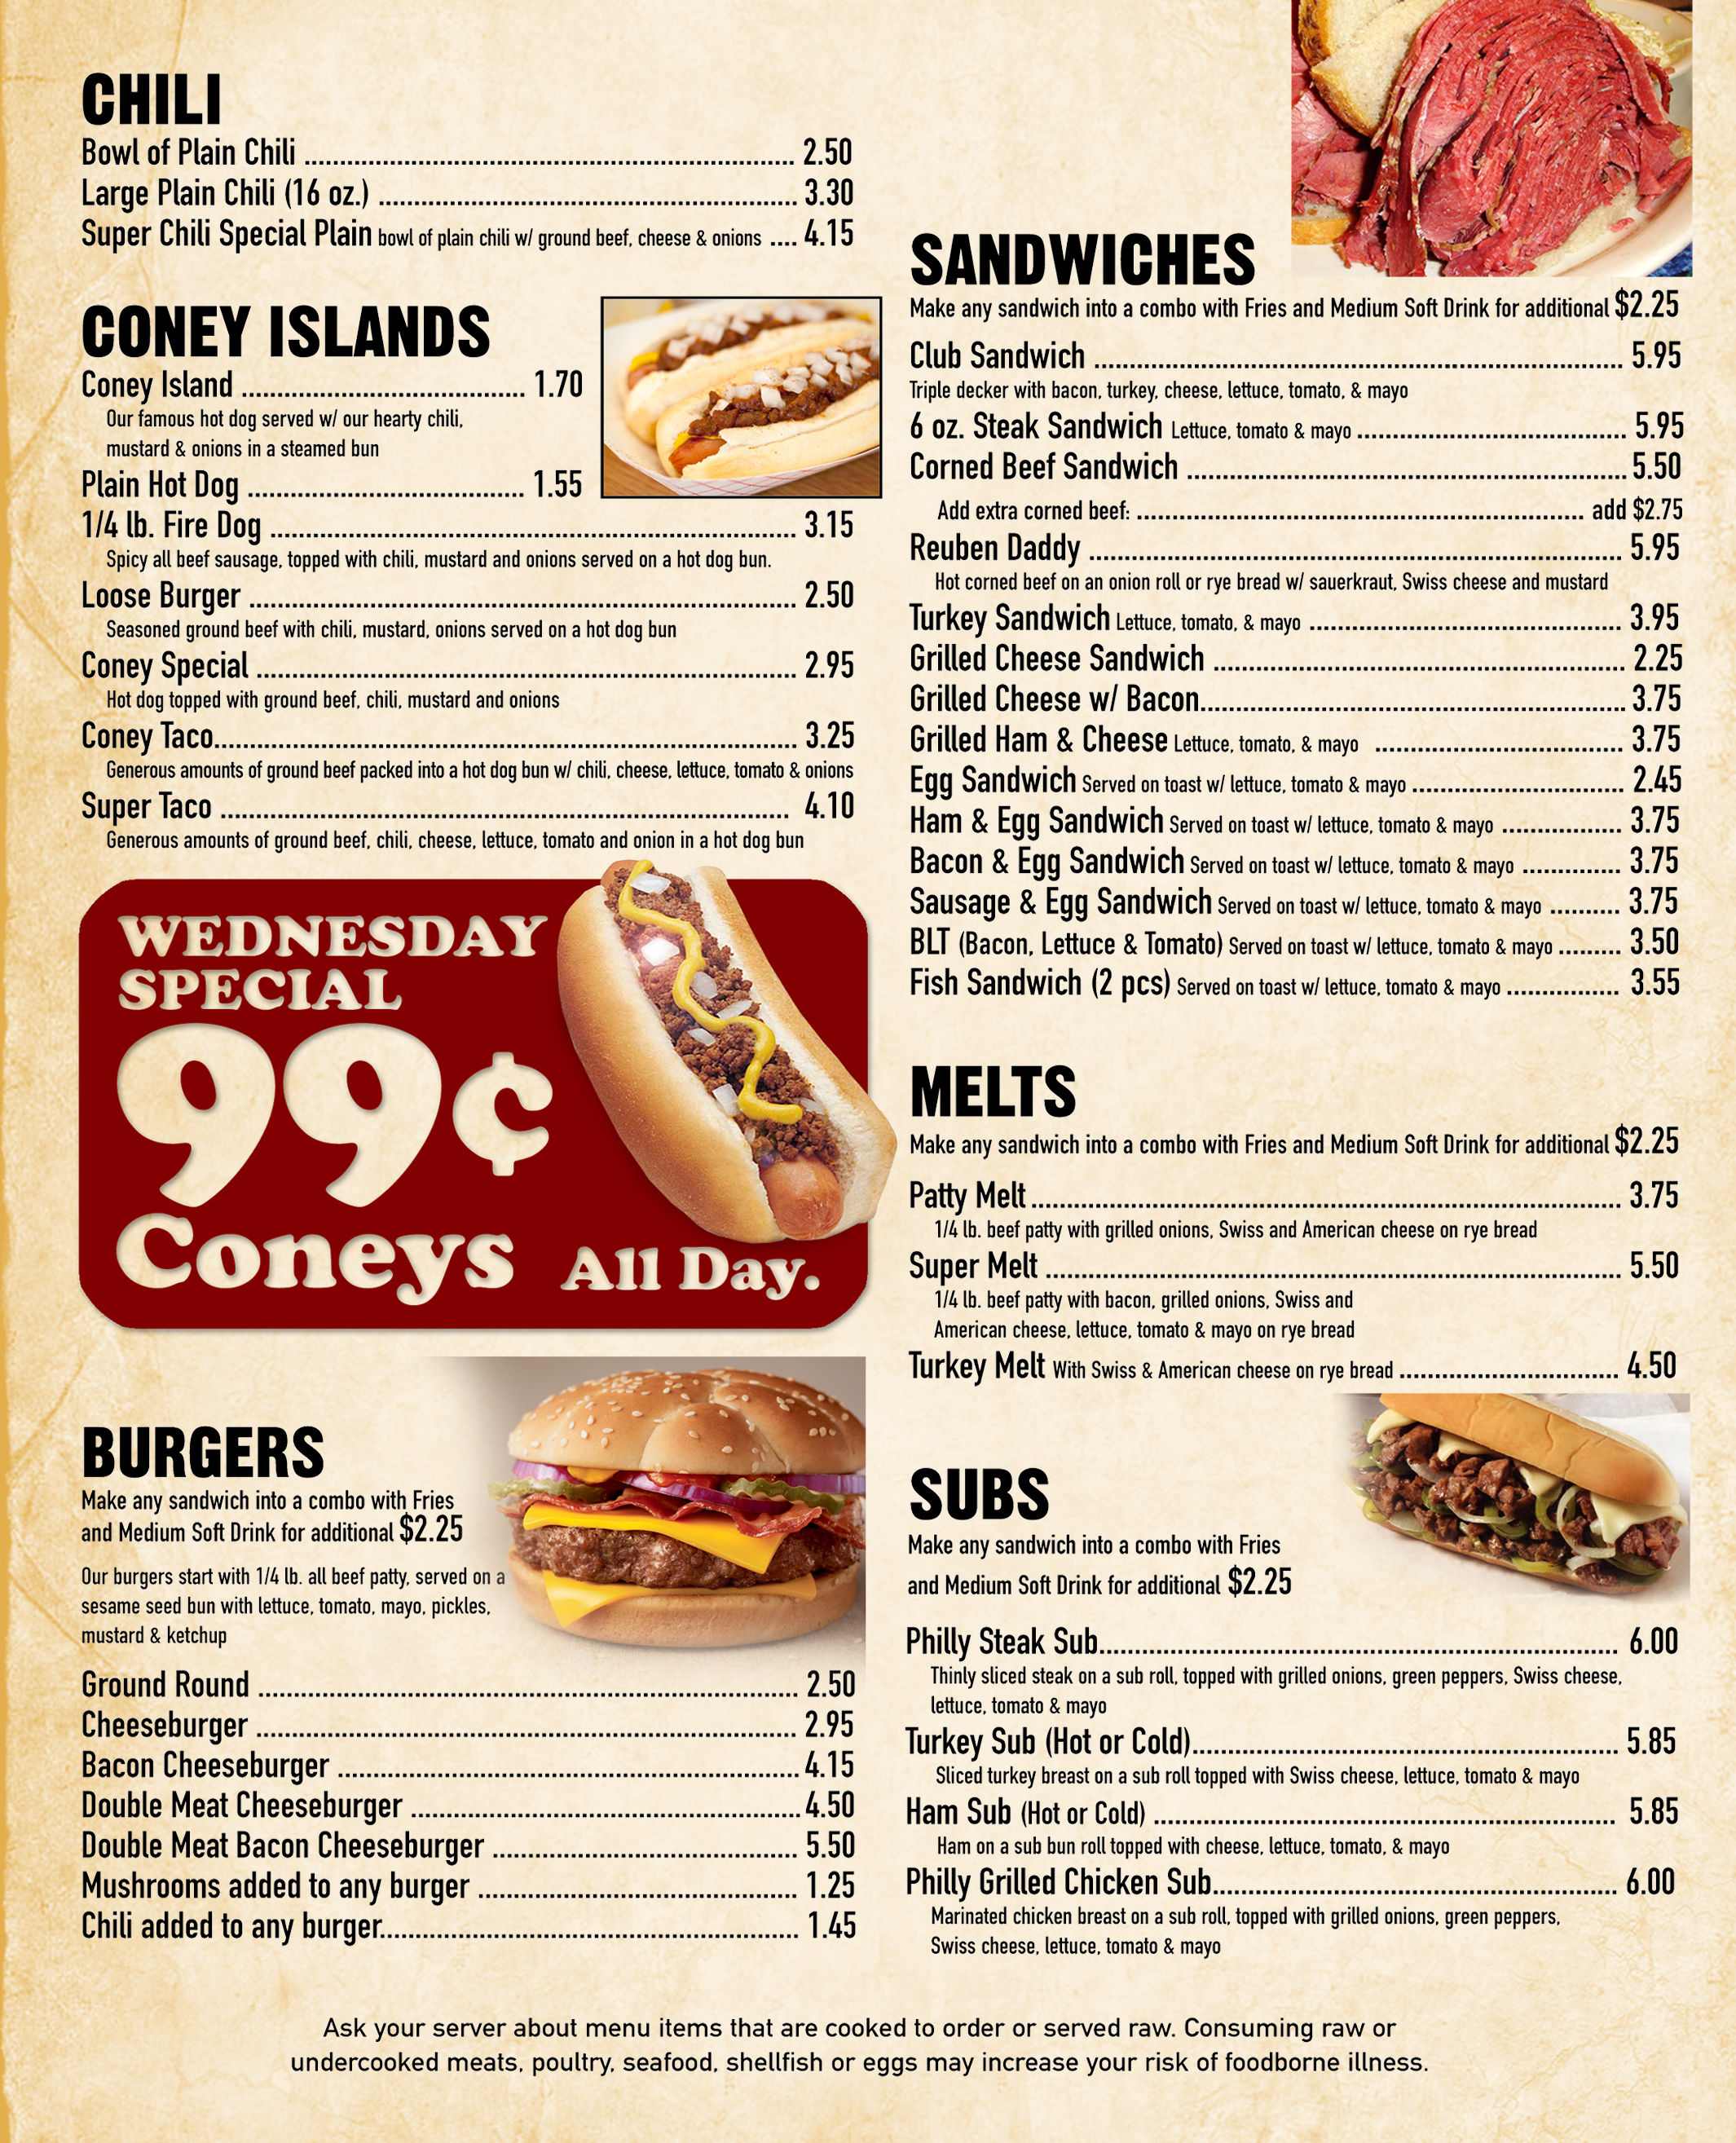 CHILI
Bowl of Plain Chili ........ 2.50
Large Plain Chili (16 oz.) ........ 3.30
Super Chili Special Plain bowl of plain chili w/ ground beef, cheese & onions .... 4.15
CONEY ISLANDS
Coney Island ........ 1.70
Our famous hot dog served w/ our hearty chili,
mustard & onions in a steamed bun
Plain Hot Dog ........ 1.55
1/4 lb. Fire Dog ........ 3.15
Spicy all beef sausage, topped with chili, mustard and onions served on a hot dog bun.
Loose Burger ........ 2.50
Seasoned ground beef with chili, mustard, onions served on a hot dog bun
Coney Special ........ 2.95
Hot dog topped with ground beef, chili, mustard and onions
Coney Taco........ 3.25
Generous amounts of ground beef packed into a hot dog bun w/ chili, cheese, lettuce, tomato & onions
Super Taco ........ 4.10
Generous amounts of ground beef, chili, cheese, lettuce, tomato and onion in a hot dog bun
WEDNESDAY
SPECIAL
99¢
Coneys All Day.
BURGERS
Make any sandwich into a combo with Fries
and Medium Soft Drink for additional $2.25
Our burgers start with 1/4 lb. all beef patty, served on a
sesame seed bun with lettuce, tomato, mayo, pickles,
mustard & ketchup
Ground Round ........ 2.50
Cheeseburger ........ 2.95
Bacon Cheeseburger ........ 4.15
Double Meat Cheeseburger ........ 4.50
Double Meat Bacon Cheeseburger ........ 5.50
Mushrooms added to any burger ........ 1.25
Chili added to any burger........ 1.45
SANDWICHES
Make any sandwich into a combo with Fries and Medium Soft Drink for additional $2.25
Club Sandwich ........ 5.95
Triple decker with bacon, turkey, cheese, lettuce, tomato, & mayo
6 oz. Steak Sandwich Lettuce, tomato & mayo ........ 5.95
Corned Beef Sandwich ........ 5.50
Add extra corned beef: ........ add $2.75
Reuben Daddy ........ 5.95
Hot corned beef on an onion roll or rye bread w/ sauerkraut, Swiss cheese and mustard
Turkey Sandwich Lettuce, tomato, & mayo ........ 3.95
Grilled Cheese Sandwich ........ 2.25
Grilled Cheese w/ Bacon........ 3.75
Grilled Ham & Cheese Lettuce, tomato, & mayo ........ 3.75
Egg Sandwich Served on toast w/ lettuce, tomato & mayo ........ 2.45
Ham & Egg Sandwich Served on toast w/ lettuce, tomato & mayo ........ 3.75
Bacon & Egg Sandwich Served on toast w/ lettuce, tomato & mayo ........ 3.75
Sausage & Egg Sandwich Served on toast w/ lettuce, tomato & mayo ........ 3.75
BLT (Bacon, Lettuce & Tomato) Served on toast w/ lettuce, tomato & mayo ........ 3.50
Fish Sandwich (2 pcs) Served on toast w/ lettuce, tomato & mayo ........ 3.55
MELTS
Make any sandwich into a combo with Fries and Medium Soft Drink for additional $2.25
Patty Melt ........ 3.75
1/4 lb. beef patty with grilled onions, Swiss and American cheese on rye bread
Super Melt ........ 5.50
1/4 lb. beef patty with bacon, grilled onions, Swiss and
American cheese, lettuce, tomato & mayo on rye bread
Turkey Melt With Swiss & American cheese on rye bread ........ 4.50
SUBS
Make any sandwich into a combo with Fries
and Medium Soft Drink for additional $2.25
Philly Steak Sub........ 6.00
Thinly sliced steak on a sub roll, topped with grilled onions, green peppers, Swiss cheese,
lettuce, tomato & mayo
Turkey Sub (Hot or Cold)........ 5.85
Sliced turkey breast on a sub roll topped with Swiss cheese, lettuce, tomato & mayo
Ham Sub (Hot or Cold) ........ 5.85
Ham on a sub bun roll topped with cheese, lettuce, tomato, & mayo
Philly Grilled Chicken Sub........ 6.00
Marinated chicken breast on a sub roll, topped with grilled onions, green peppers,
Swiss cheese, lettuce, tomato & mayo
Ask your server about menu items that are cooked to order or served raw. Consuming raw or
undercooked meats, poultry, seafood, shellfish or eggs may increase your risk of foodborne illness.